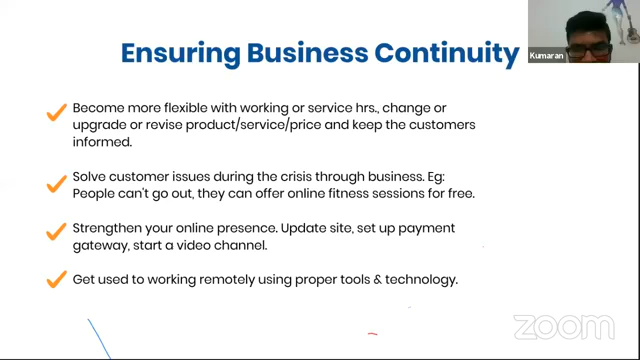 Ensuring Business Continuity
Kumaran
Become more flexible with working or service hrs., change or
upgrade or revise product/service/price and keep the customers
informed.
Solve customer issues during the crisis through business. Eg:
People can't go out, they can offer online fitness sessions for free.
Strengthen your online presence. Update site, set up payment
gateway, start a video channel.
Get used to working remotely using proper tools & technology.
zoom